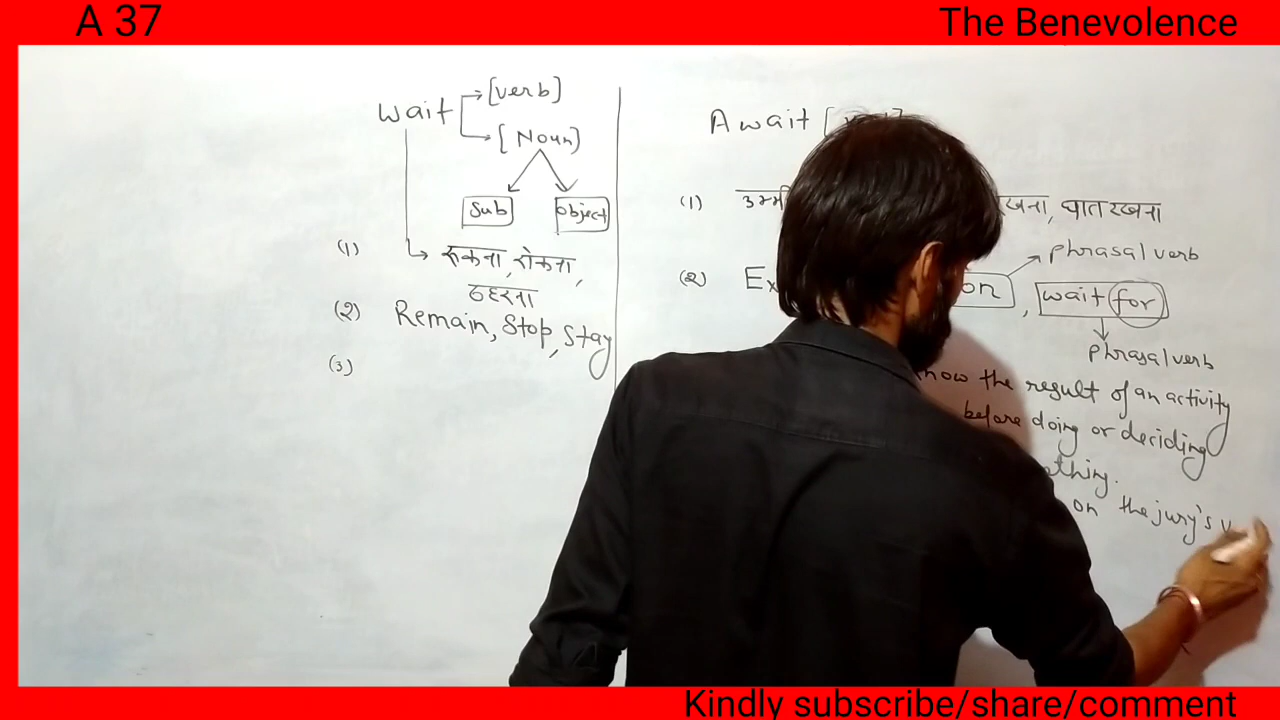 A 37
The Benevolence
wait
[verb]
[Noun]
Sub
object
(1) रुकना, रोकना,
ठहरना
(2) Remain, Stop, Stay
(3)
Await [
(1) घात रखना
(2) on, wait for
phrasal verb
phrasal verb
know the result of an activity
before doing or deciding
on the jury's
Kindly subscribe/share/comment